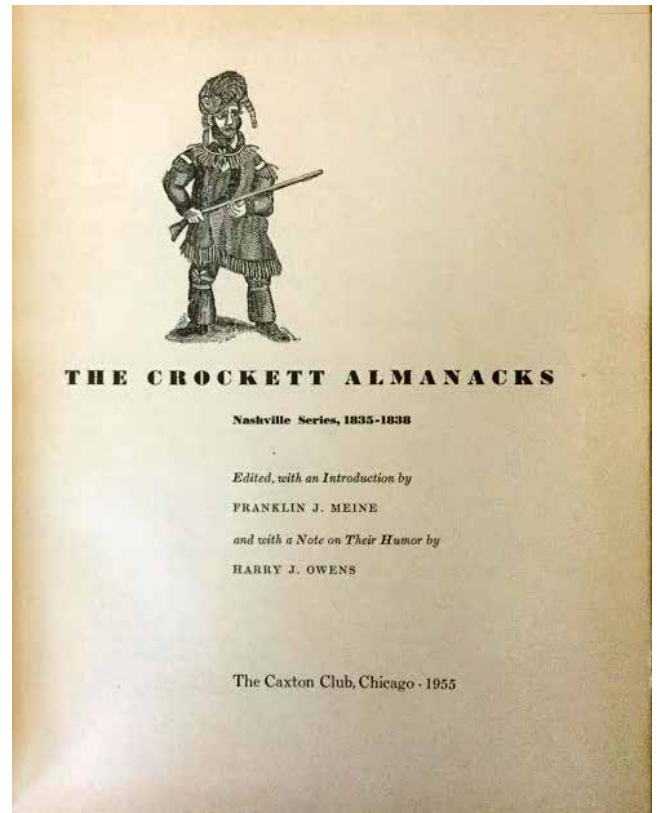 THE CROCKETT ALMANACKS
Nashville Series, 1835-1838
Edited, with an Introduction by
FRANKLIN J. MEINE
and with a Note on Their Humor by
HARRY J. OWENS
The Caxton Club, Chicago · 1955